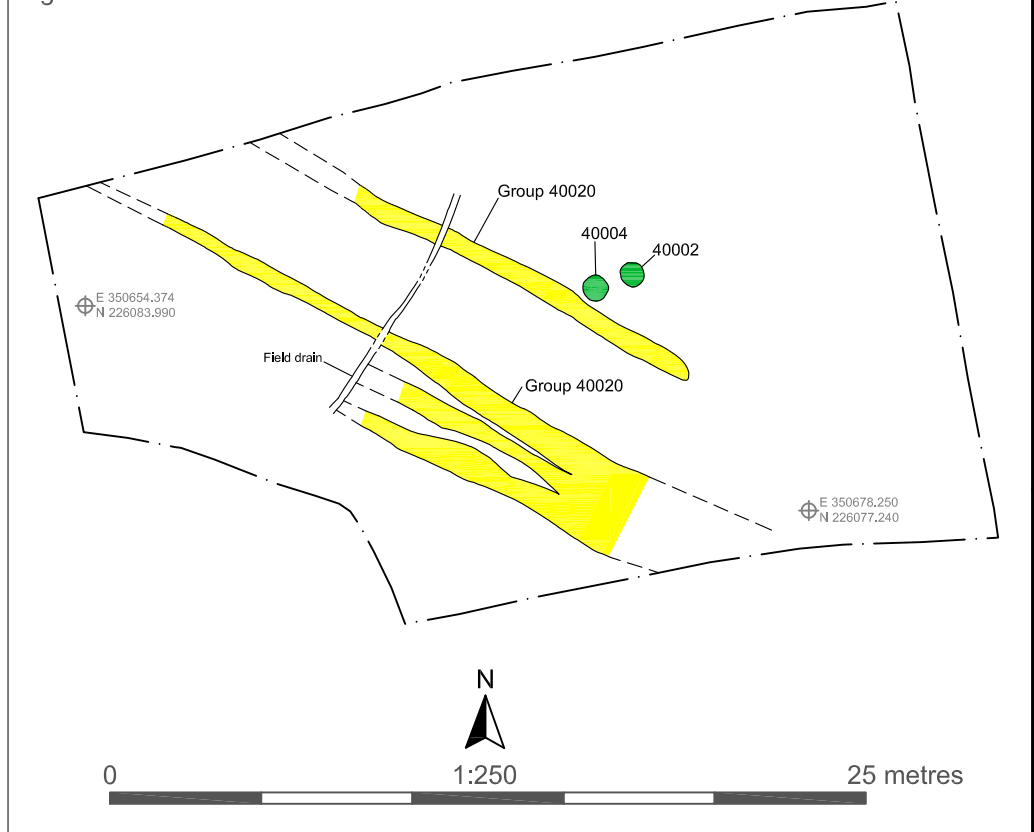 Group 40020
40004
40002
E 350654.374
N 226083.990
Field drain
Group 40020
E 350678.250
N 226077.240
N
0 1:250 25 metres